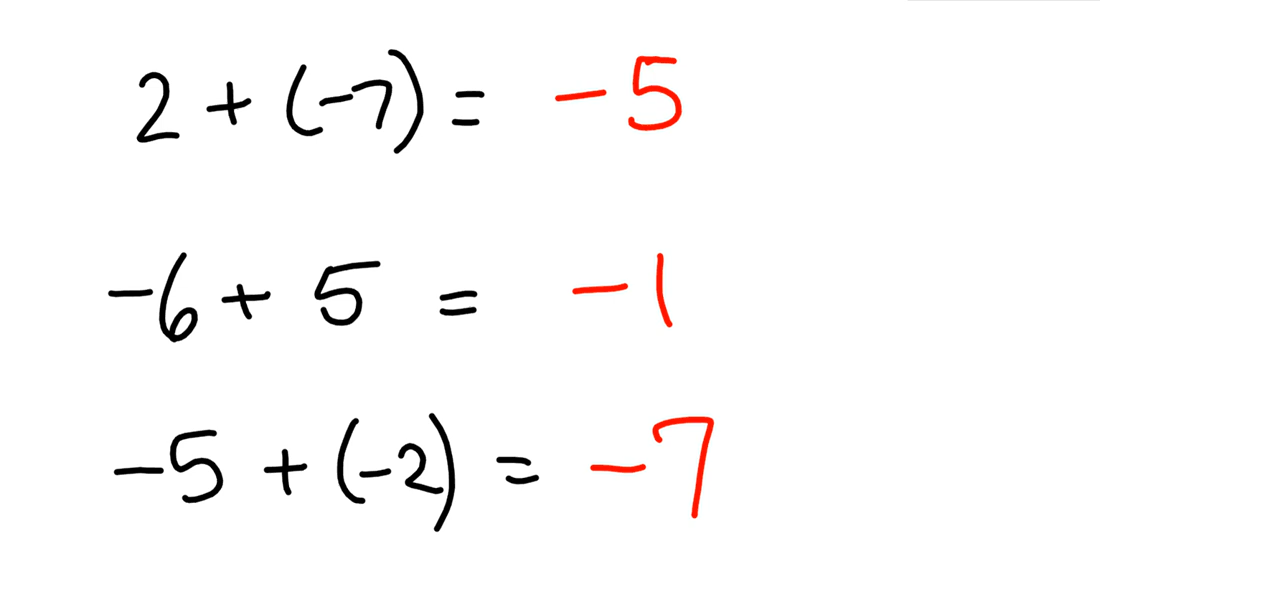 2 + (-7) = -5
-6 + 5 = -1
-5 + (-2) = -7